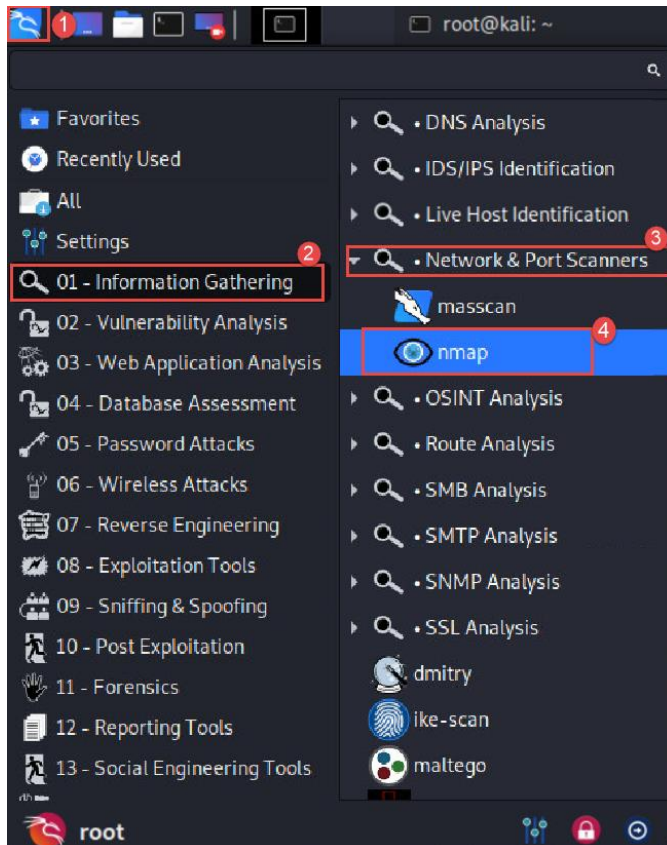 1
root@kali: ~
Favorites
Recently Used
All
Settings
2
01 - Information Gathering
02 - Vulnerability Analysis
03 - Web Application Analysis
04 - Database Assessment
05 - Password Attacks
06 - Wireless Attacks
07 - Reverse Engineering
08 - Exploitation Tools
09 - Sniffing & Spoofing
10 - Post Exploitation
11 - Forensics
12 - Reporting Tools
13 - Social Engineering Tools
• DNS Analysis
• IDS/IPS Identification
• Live Host Identification
3
• Network & Port Scanners
masscan
4
nmap
• OSINT Analysis
• Route Analysis
• SMB Analysis
• SMTP Analysis
• SNMP Analysis
• SSL Analysis
dmitry
ike-scan
maltego
root